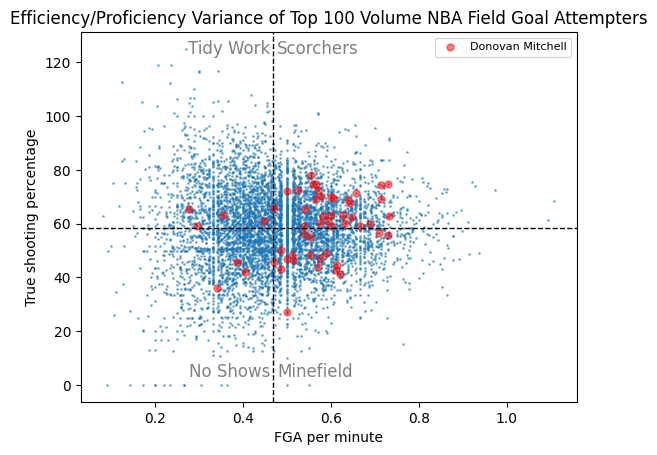 Efficiency/Proficiency Variance of Top 100 Volume NBA Field Goal Attempters
Tidy Work
Scorchers
Donovan Mitchell
120
100
80
60
40
20
0
True shooting percentage
No Shows
Minefield
0.2
0.4
0.6
0.8
1.0
FGA per minute